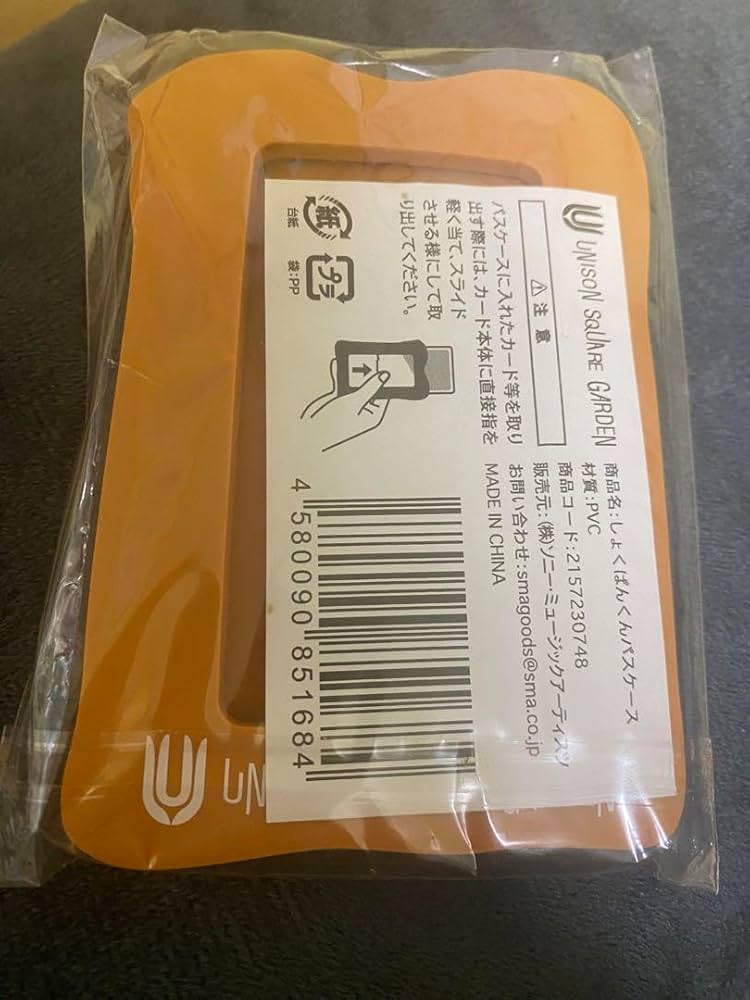 UNISON SQUARE GARDEN
⚠注 意
パスケースに入れたカード等を取り
出す際には、カード本体に直接指を
軽く当て、スライド
させる様にして取
り出してください。
紙
台紙
プラ
袋:PP
商品名:しょくぱんくんパスケース
材質:PVC
商品コード:2157230748
販売元:(株)ソニー・ミュージックアーティスツ
お問い合わせ:smagoods@sma.co.jp
MADE IN CHINA
4 580090 851684
UN
N